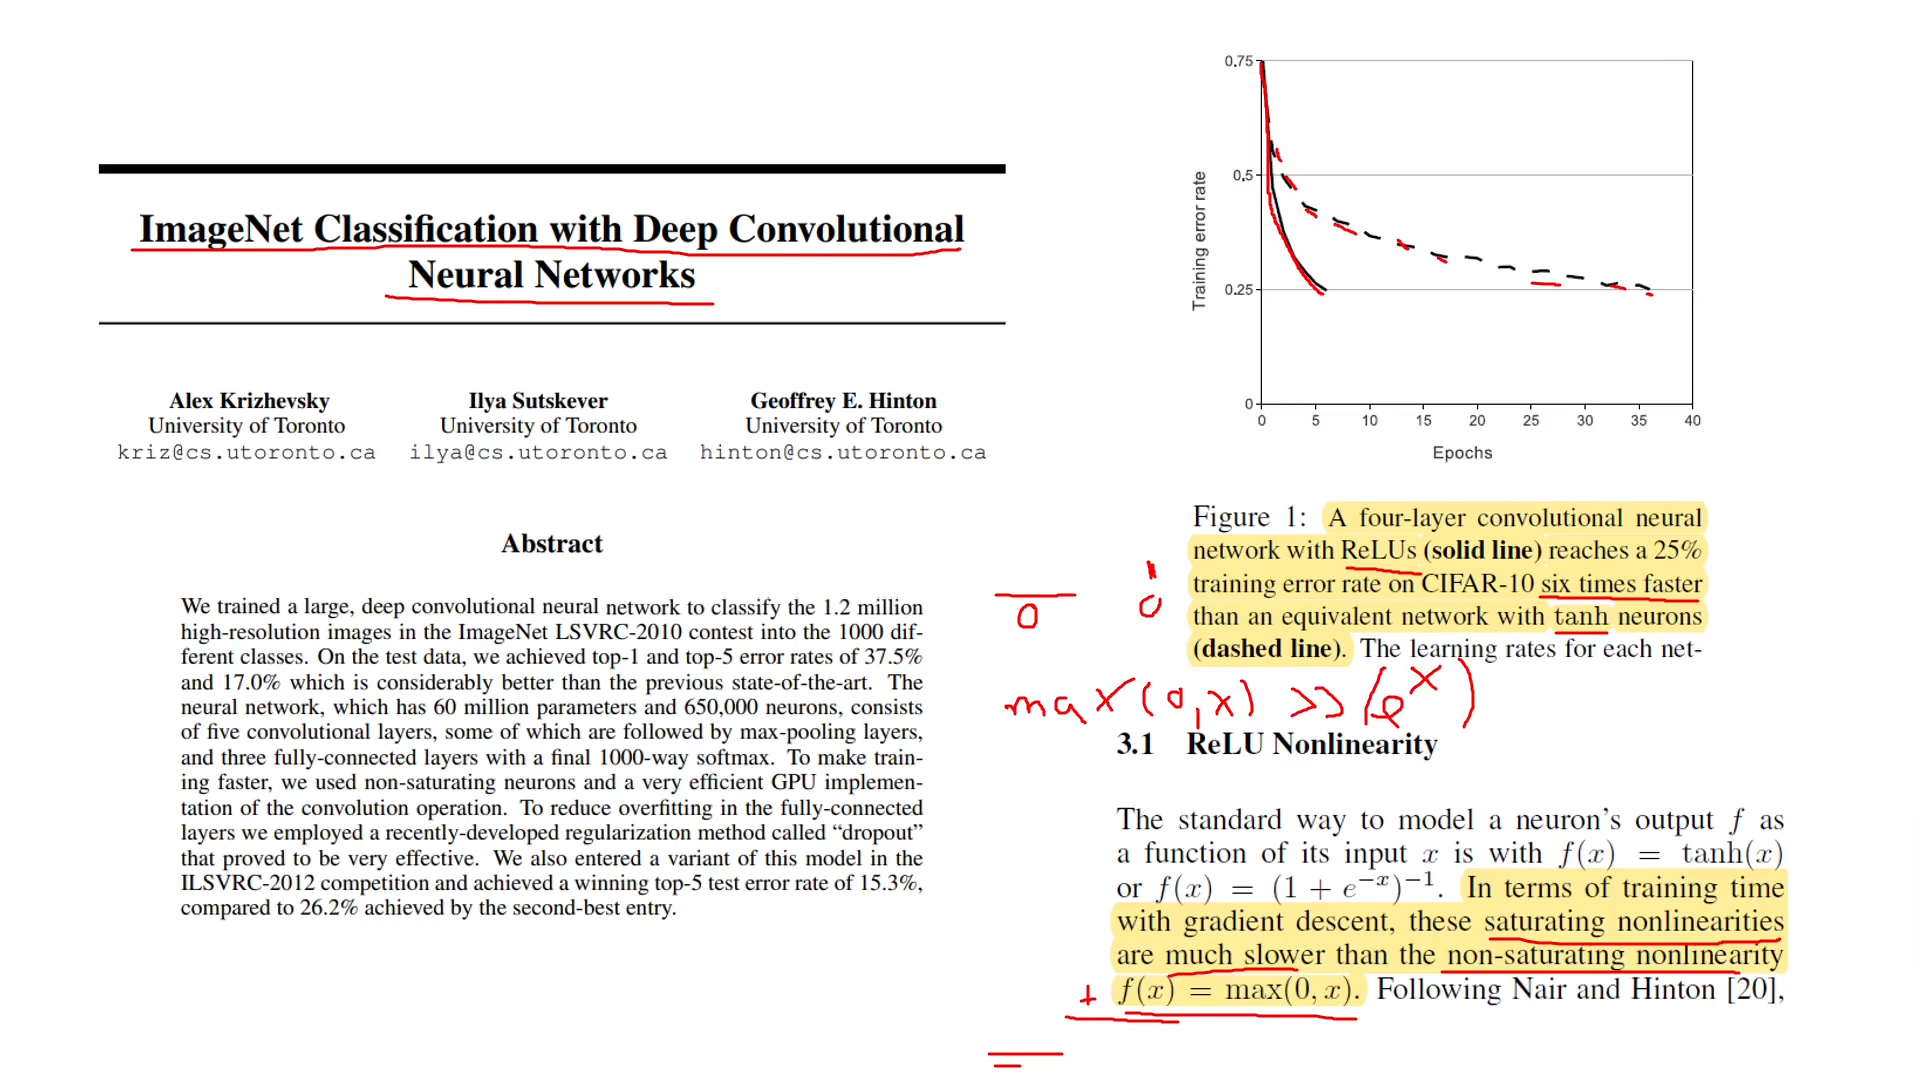 ImageNet Classification with Deep Convolutional
Neural Networks
Alex Krizhevsky
University of Toronto
kriz@cs.utoronto.ca
Ilya Sutskever
University of Toronto
ilya@cs.utoronto.ca
Geoffrey E. Hinton
University of Toronto
hinton@cs.utoronto.ca
Abstract
We trained a large, deep convolutional neural network to classify the 1.2 million
high-resolution images in the ImageNet LSVRC-2010 contest into the 1000 dif-
ferent classes. On the test data, we achieved top-1 and top-5 error rates of 37.5%
and 17.0% which is considerably better than the previous state-of-the-art. The
neural network, which has 60 million parameters and 650,000 neurons, consists
of five convolutional layers, some of which are followed by max-pooling layers,
and three fully-connected layers with a final 1000-way softmax. To make train-
ing faster, we used non-saturating neurons and a very efficient GPU implemen-
tation of the convolution operation. To reduce overfitting in the fully-connected
layers we employed a recently-developed regularization method called “dropout”
that proved to be very effective. We also entered a variant of this model in the
ILSVRC-2012 competition and achieved a winning top-5 test error rate of 15.3%,
compared to 26.2% achieved by the second-best entry.
0.75
0.5
0.25
0
Training error rate
0 5 10 15 20 25 30 35 40
Epochs
Figure 1: A four-layer convolutional neural
network with ReLUs (solid line) reaches a 25%
training error rate on CIFAR-10 six times faster
than an equivalent network with tanh neurons
(dashed line). The learning rates for each net-
0
1
0
max(0,x) >> (e^x)
3.1 ReLU Nonlinearity
The standard way to model a neuron’s output f as
a function of its input x is with f(x) = tanh(x)
or f(x) = (1 + e^{−x})^{−1}. In terms of training time
with gradient descent, these saturating nonlinearities
are much slower than the non-saturating nonlinearity
+ f(x) = max(0, x). Following Nair and Hinton [20],